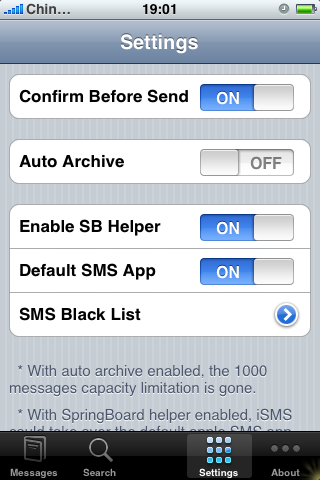 Chin... 19:01
Settings
Confirm Before Send ON
Auto Archive OFF
Enable SB Helper ON
Default SMS App ON
SMS Black List
* With auto archive enabled, the 1000
messages capacity limitation is gone.
* With SpringBoard helper enabled, iSMS
could take over the default apple SMS app
Messages Search Settings About